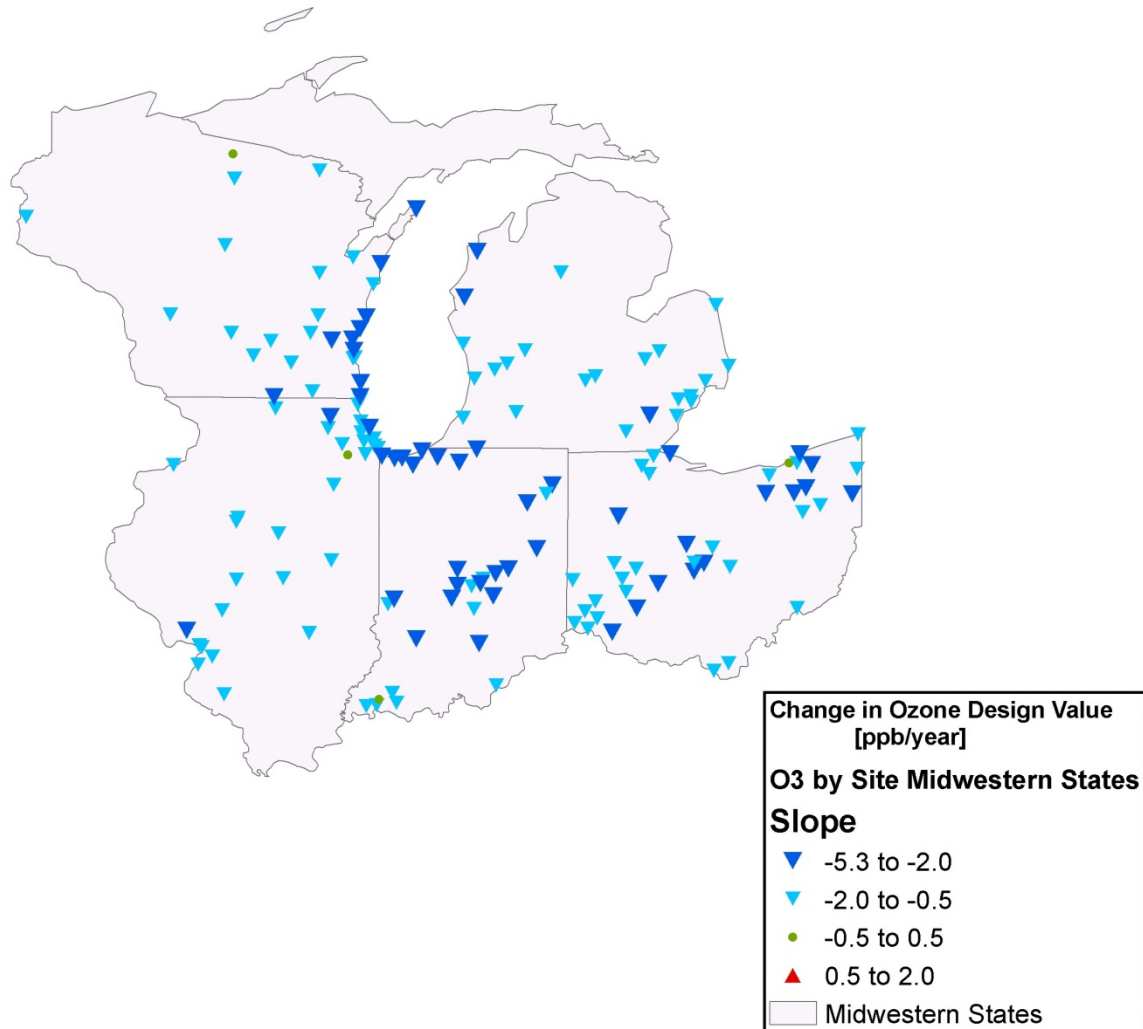 Change in Ozone Design Value
[ppb/year]
O3 by Site Midwestern States
Slope
-5.3 to -2.0
-2.0 to -0.5
-0.5 to 0.5
0.5 to 2.0
Midwestern States